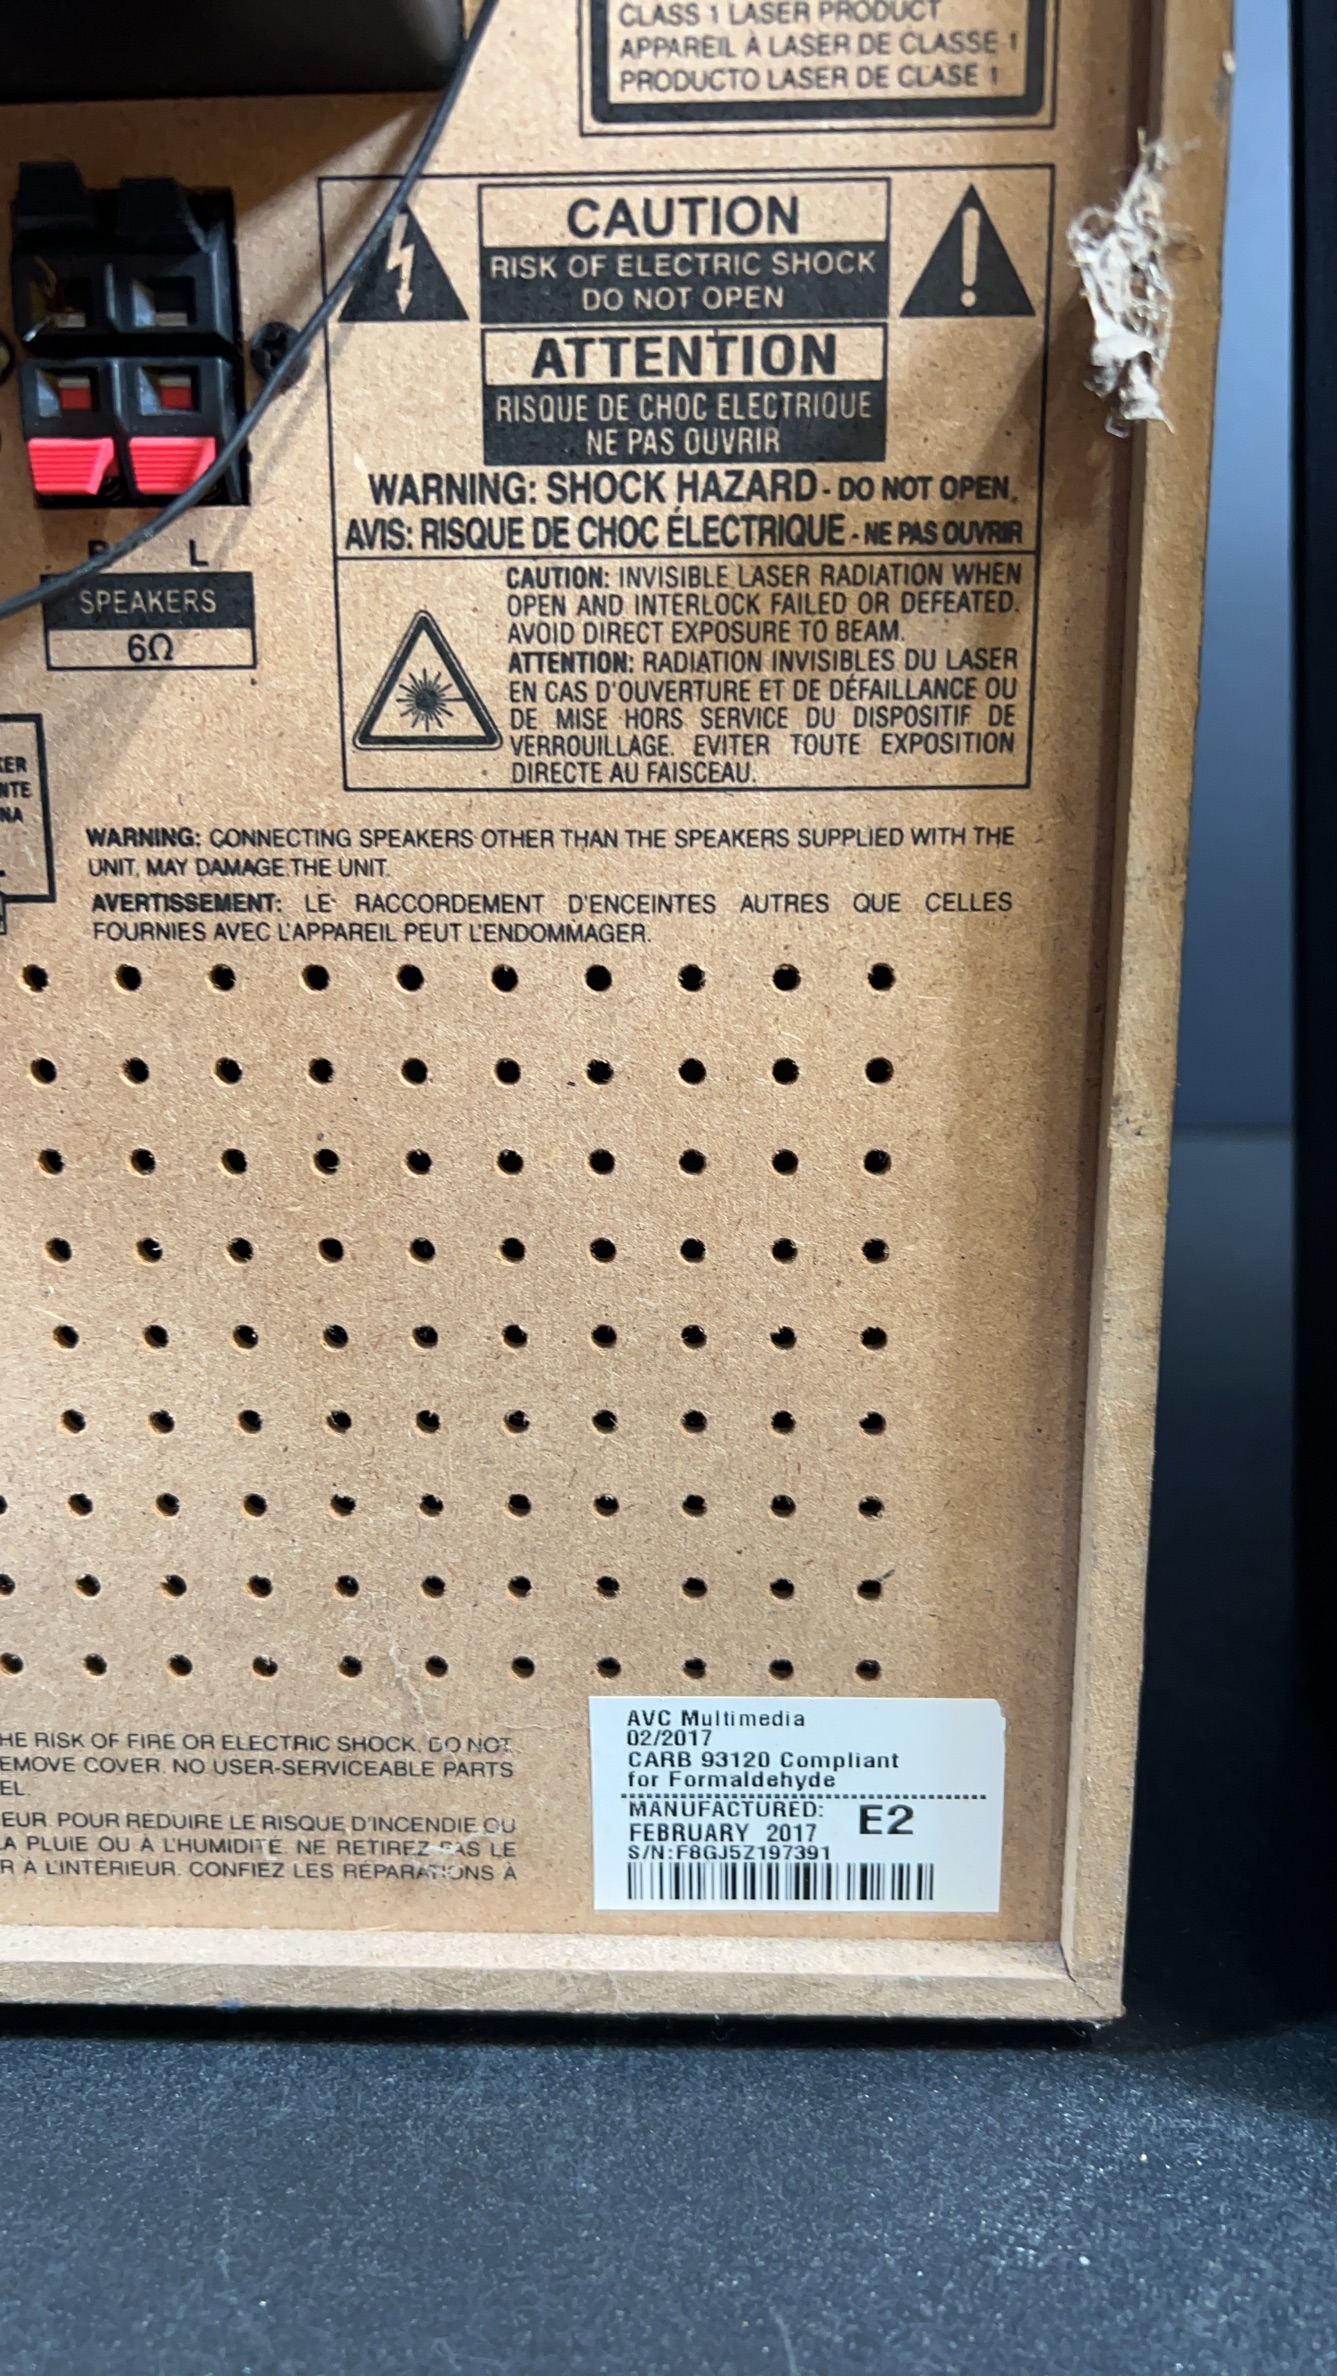 CLASS 1 LASER PRODUCT
APPAREIL À LASER DE CLASSE 1
PRODUCTO LASER DE CLASE 1
CAUTION
RISK OF ELECTRIC SHOCK
DO NOT OPEN
ATTENTION
RISQUE DE CHOC ELECTRIQUE
NE PAS OUVRIR
WARNING: SHOCK HAZARD - DO NOT OPEN.
AVIS: RISQUE DE CHOC ÉLECTRIQUE - NE PAS OUVRIR
L
SPEAKERS
6Ω
CAUTION: INVISIBLE LASER RADIATION WHEN
OPEN AND INTERLOCK FAILED OR DEFEATED.
AVOID DIRECT EXPOSURE TO BEAM.
ATTENTION: RADIATION INVISIBLES DU LASER
EN CAS D'OUVERTURE ET DE DÉFAILLANCE OU
DE MISE HORS SERVICE DU DISPOSITIF DE
VERROUILLAGE. EVITER TOUTE EXPOSITION
DIRECTE AU FAISCEAU.
WARNING: CONNECTING SPEAKERS OTHER THAN THE SPEAKERS SUPPLIED WITH THE
UNIT, MAY DAMAGE THE UNIT.
AVERTISSEMENT: LE RACCORDEMENT D'ENCEINTES AUTRES QUE CELLES
FOURNIES AVEC L'APPAREIL PEUT L'ENDOMMAGER.
HE RISK OF FIRE OR ELECTRIC SHOCK, DO NOT
EMOVE COVER. NO USER-SERVICEABLE PARTS
EL.
EUR POUR REDUIRE LE RISQUE D'INCENDIE OU
LA PLUIE OU À L'HUMIDITÉ. NE RETIREZ PAS LE
R À L'INTÉRIEUR. CONFIEZ LES RÉPARATIONS À
AVC Multimedia
02/2017
CARB 93120 Compliant
for Formaldehyde
MANUFACTURED: E2
FEBRUARY 2017
S/N:F8GJ5Z197391